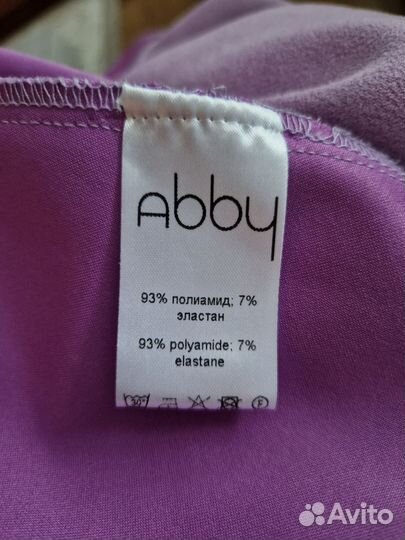 Abby
93% полиамид; 7%
эластан
93% polyamide; 7%
elastane
Avito